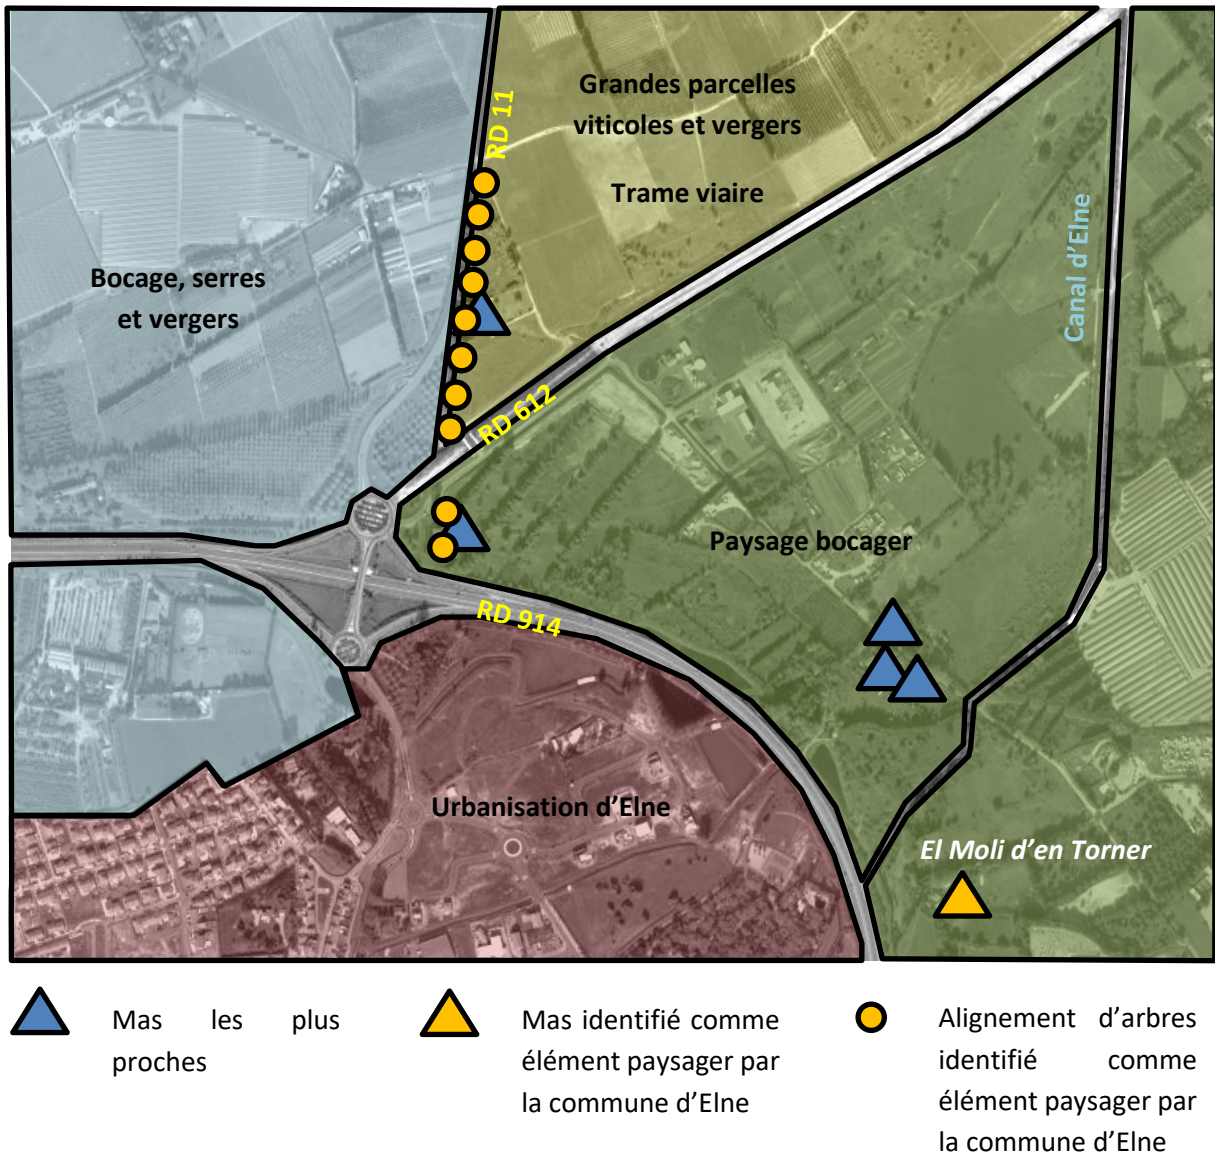 Grandes parcelles
viticoles et vergers
RD 11
Trame viaire
Canal d'Elne
Bocage, serres
et vergers
RD 612
Paysage bocager
RD 914
Urbanisation d'Elne
El Moli d'en Torner
Mas les plus
proches
Mas identifié comme
élément paysager par
la commune d'Elne
Alignement d'arbres
identifié comme
élément paysager par
la commune d'Elne